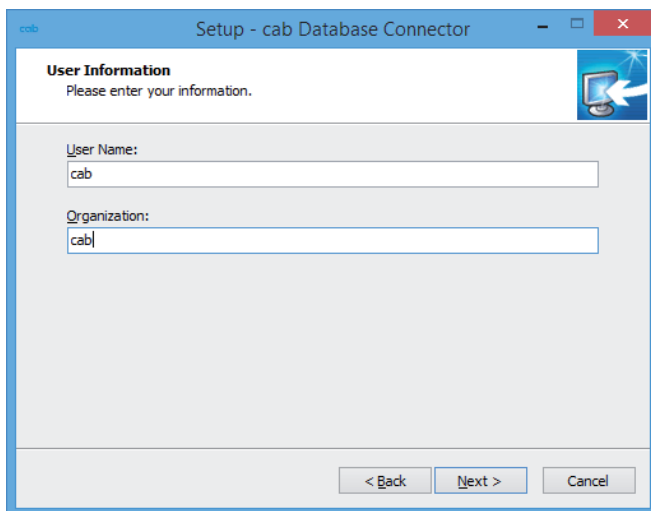 cab
Setup - cab Database Connector
User Information
Please enter your information.
User Name:
cab
Organization:
cab
< Back
Next >
Cancel